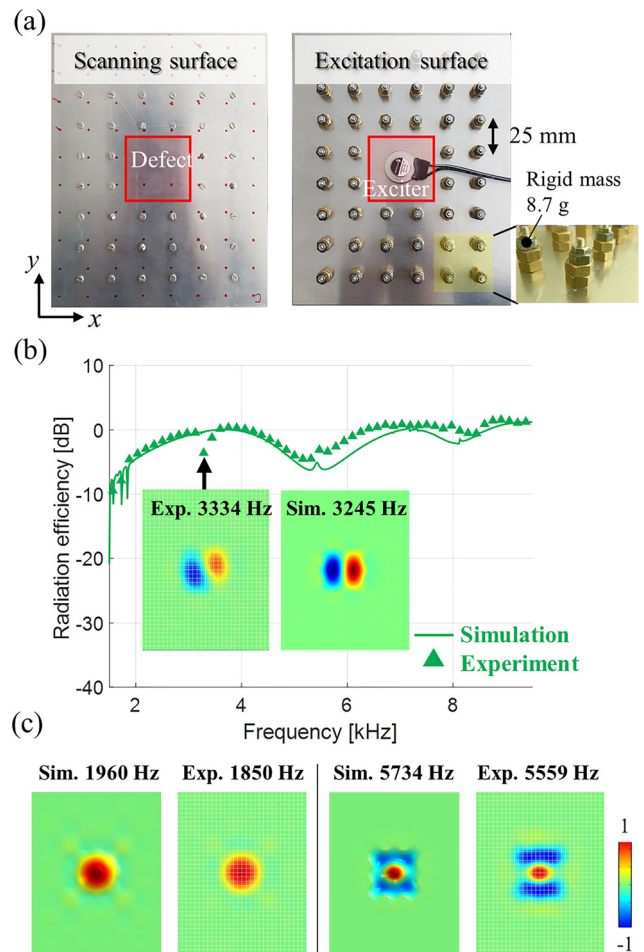 (a)
Scanning surface
Excitation surface
Defect
Exciter
25 mm
Rigid mass
8.7 g
y
x
(b)
10
0
-10
-20
-30
-40
Radiation efficiency [dB]
Exp. 3334 Hz
Sim. 3245 Hz
Simulation
Experiment
2
4
6
8
Frequency [kHz]
(c)
Sim. 1960 Hz
Exp. 1850 Hz
Sim. 5734 Hz
Exp. 5559 Hz
1
-1